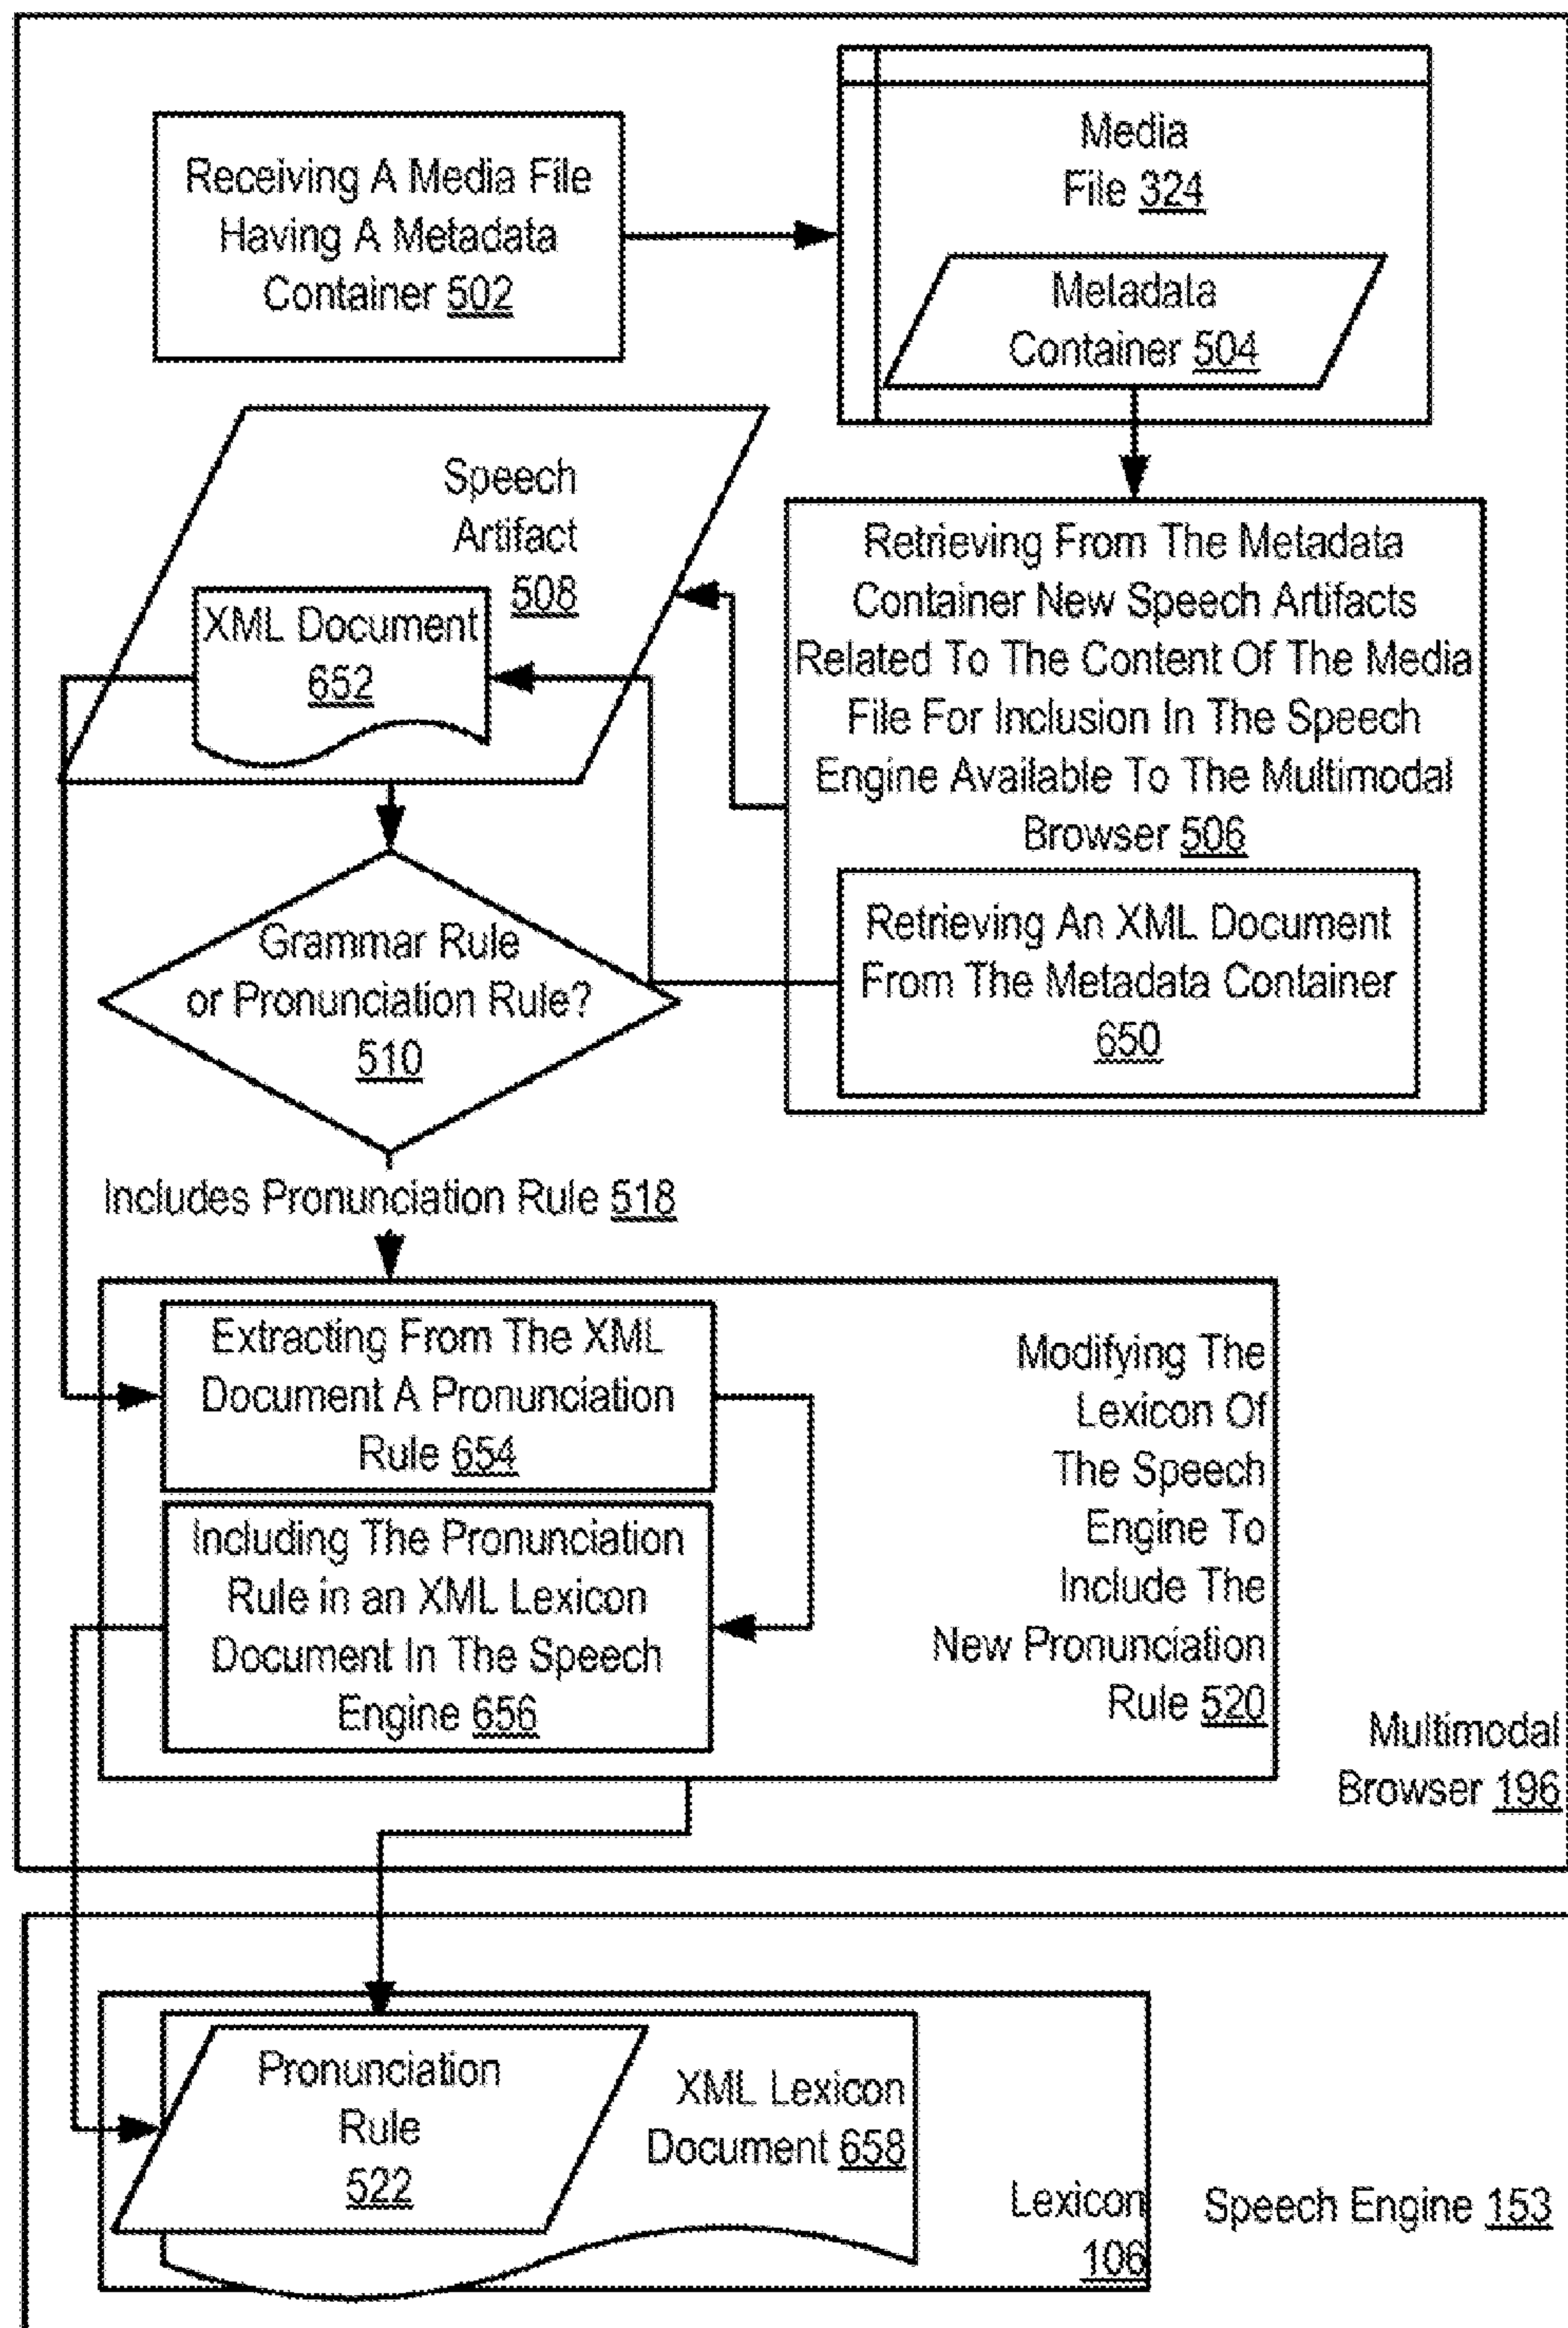 Receiving A Media File
Having A Metadata
Container 502
Media
File 324
Metadata
Container 504
Speech
Artifact
508
XML Document
652
Retrieving From The Metadata
Container New Speech Artifacts
Related To The Content Of The Media
File For Inclusion In The Speech
Engine Available To The Multimodal
Browser 506
Retrieving An XML Document
From The Metadata Container
650
Grammar Rule
or Pronunciation Rule?
510
Includes Pronunciation Rule 518
Extracting From The XML
Document A Pronunciation
Rule 654
Including The Pronunciation
Rule in an XML Lexicon
Document In The Speech
Engine 656
Modifying The
Lexicon Of
The Speech
Engine To
Include The
New Pronunciation
Rule 520
Multimodal
Browser 196
Pronunciation
Rule
522
XML Lexicon
Document 658
Lexicon
106
Speech Engine 153